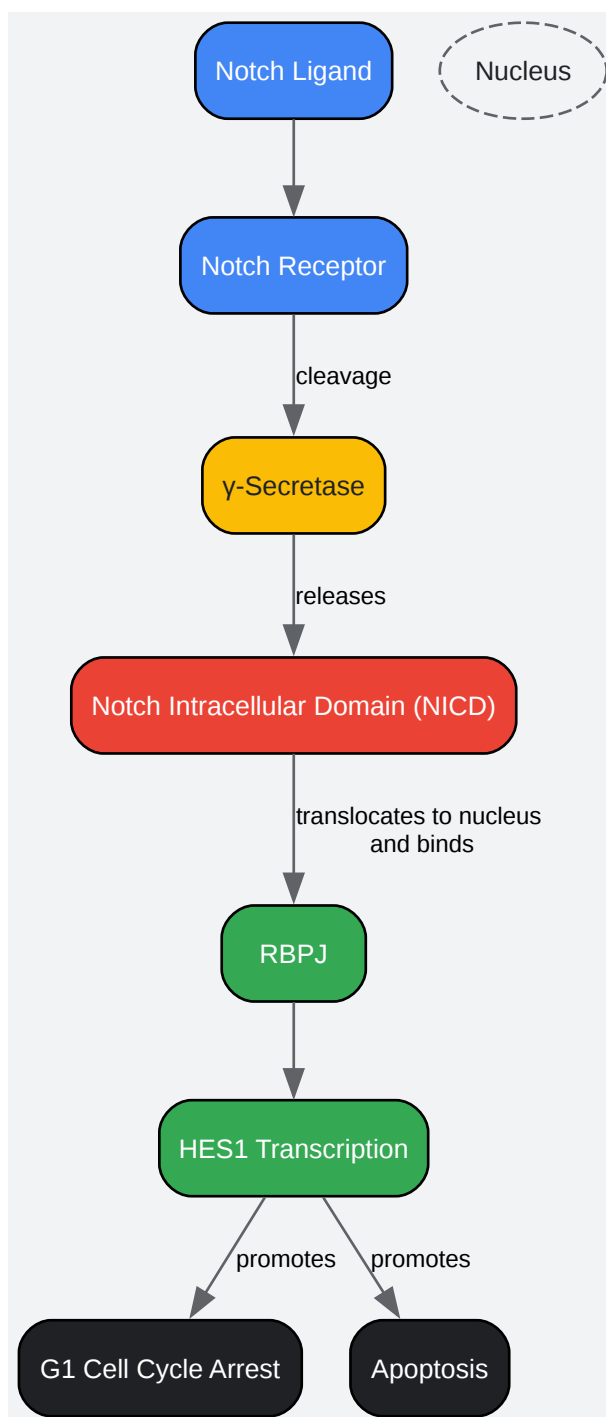 Notch Ligand
Nucleus
Notch Receptor
cleavage
γ-Secretase
releases
Notch Intracellular Domain (NICD)
translocates to nucleus
and binds
RBPJ
HES1 Transcription
promotes
promotes
G1 Cell Cycle Arrest
Apoptosis